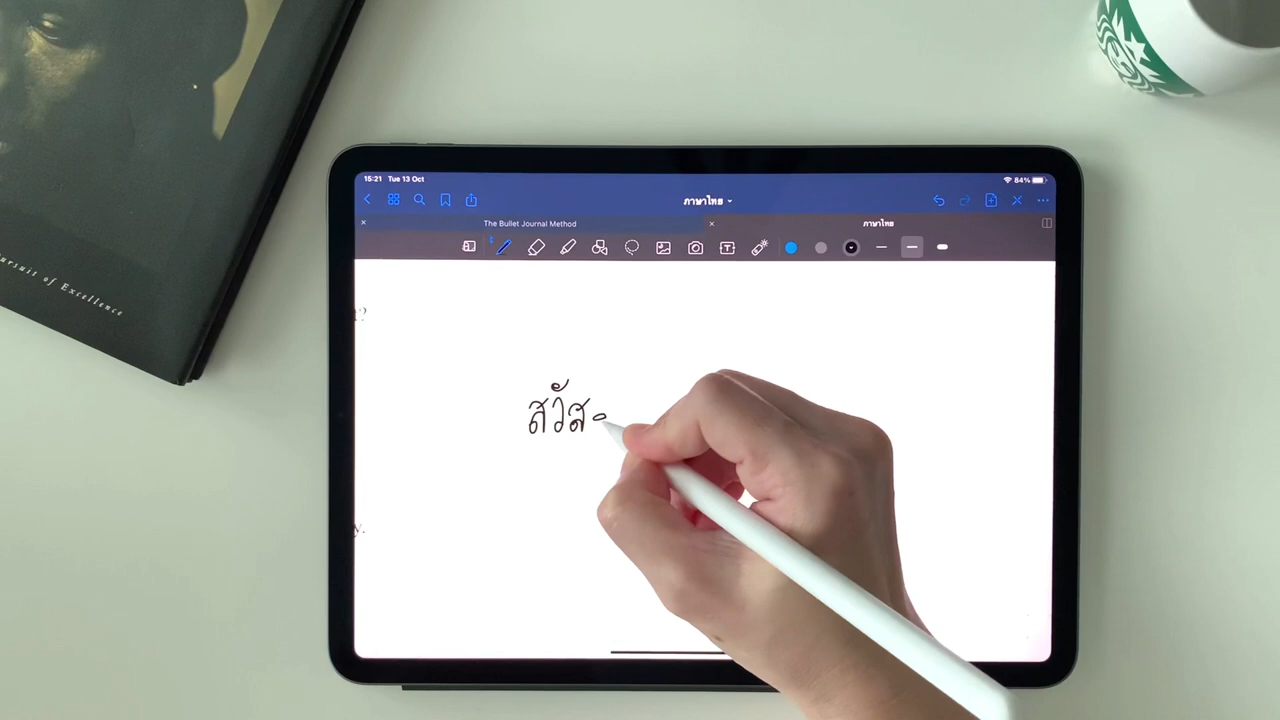 Pursuit of Excellence
15:21 Tue 13 Oct
84%
ภาษาไทย
The Bullet Journal Method
ภาษาไทย
สวัส